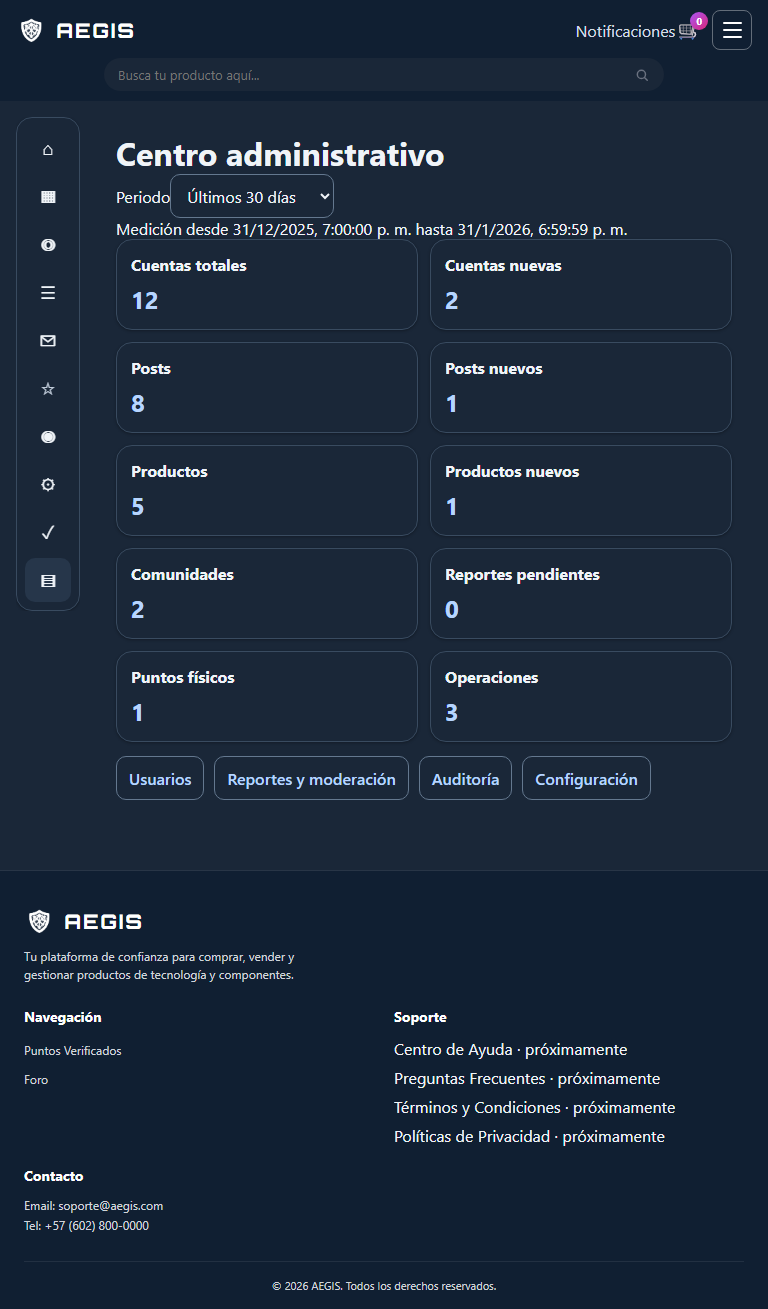 AEGIS
Notificaciones
0
Busca tu producto aquí...
Centro administrativo
Periodo
Últimos 30 días
Medición desde 31/12/2025, 7:00:00 p. m. hasta 31/1/2026, 6:59:59 p. m.
Cuentas totales
12
Cuentas nuevas
2
Posts
8
Posts nuevos
1
Productos
5
Productos nuevos
1
Comunidades
2
Reportes pendientes
0
Puntos físicos
1
Operaciones
3
Usuarios
Reportes y moderación
Auditoría
Configuración
AEGIS
Tu plataforma de confianza para comprar, vender y
gestionar productos de tecnología y componentes.
Navegación
Puntos Verificados
Foro
Soporte
Centro de Ayuda · próximamente
Preguntas Frecuentes · próximamente
Términos y Condiciones · próximamente
Políticas de Privacidad · próximamente
Contacto
Email: soporte@aegis.com
Tel: +57 (602) 800-0000
© 2026 AEGIS. Todos los derechos reservados.